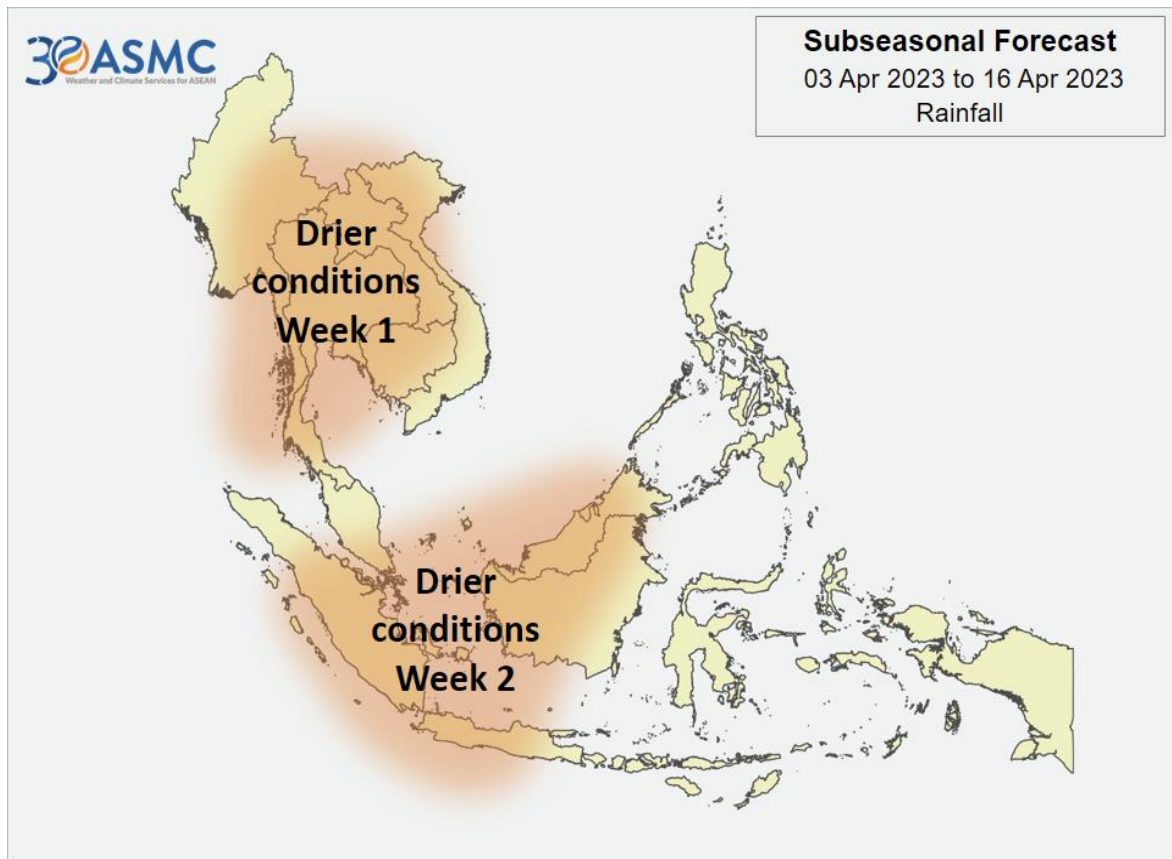 30 ASMC
Weather and Climate Services for ASEAN
Subseasonal Forecast
03 Apr 2023 to 16 Apr 2023
Rainfall
Drier
conditions
Week 1
Drier
conditions
Week 2